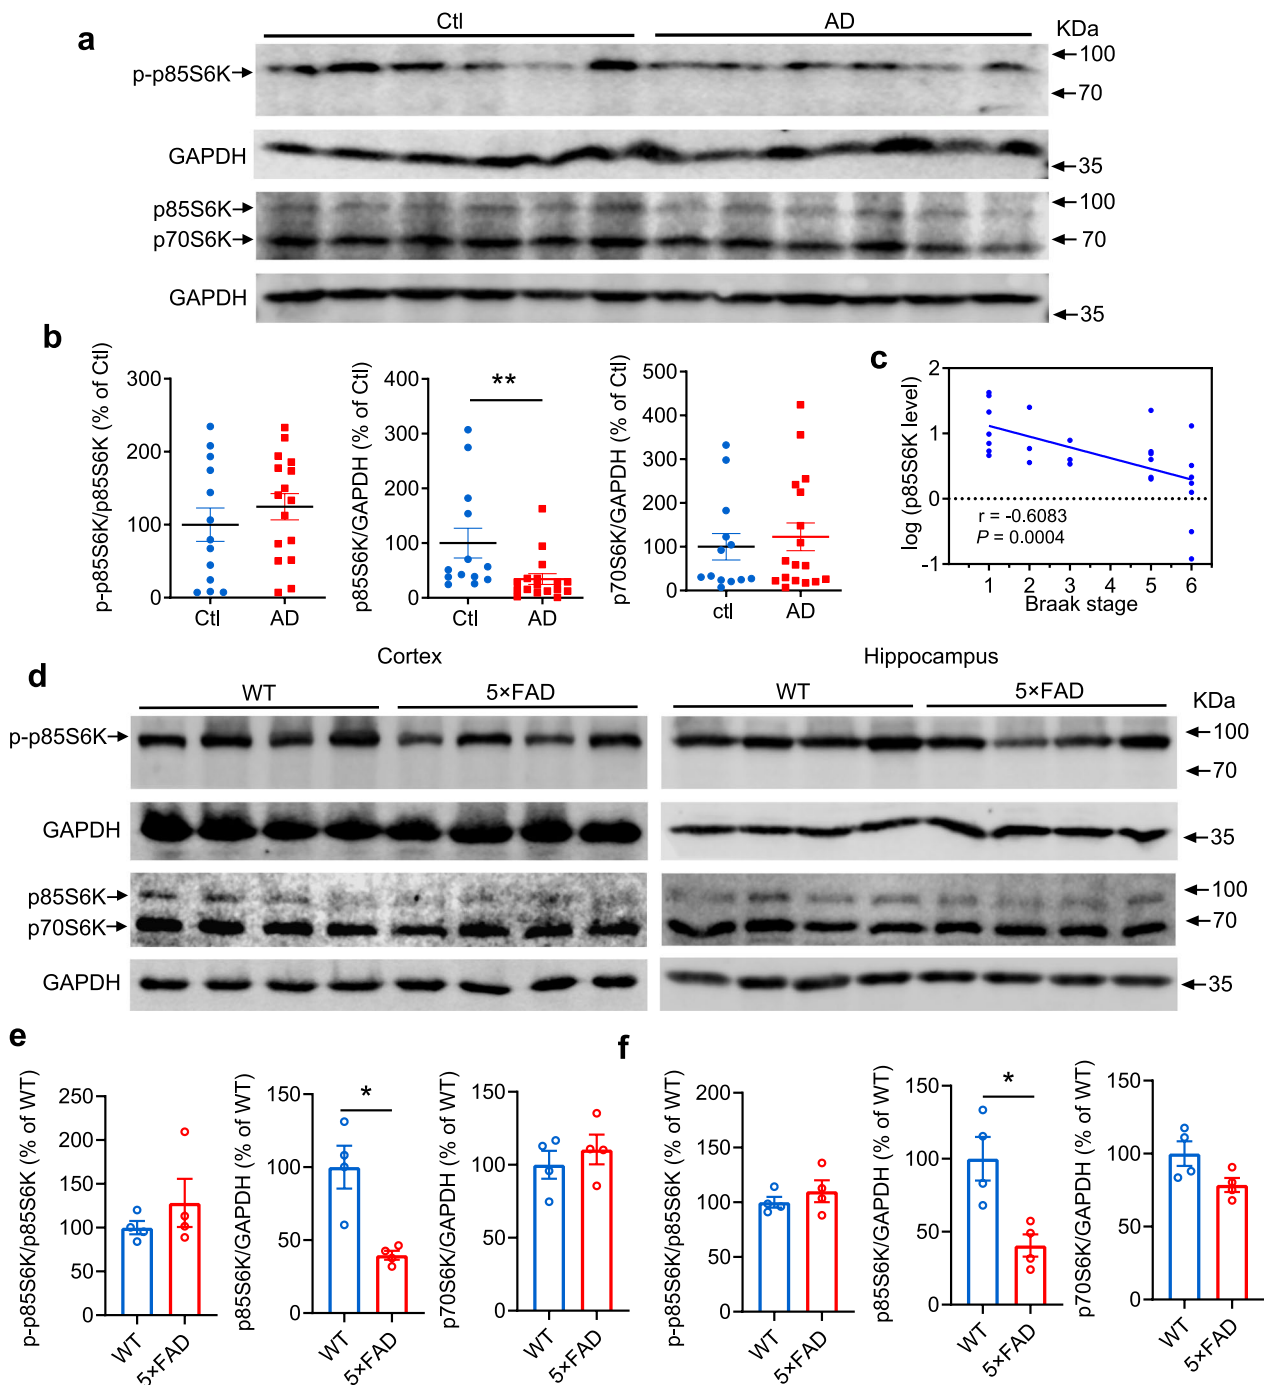 a
Ctl
AD
KDa
p-p85S6K
100
70
GAPDH
35
p85S6K
100
p70S6K
70
GAPDH
35
b
p-p85S6K/p85S6K (% of Ctl)
300
200
100
0
Ctl
AD
p85S6K/GAPDH (% of Ctl)
400
300
200
100
0
**
Ctl
AD
p70S6K/GAPDH (% of Ctl)
500
400
300
200
100
0
ctl
AD
c
log (p85S6K level)
2
1
0
-1
r = -0.6083
P = 0.0004
1 2 3 4 5 6
Braak stage
d
Cortex
Hippocampus
WT
5×FAD
WT
5×FAD
KDa
p-p85S6K
100
70
GAPDH
35
p85S6K
100
p70S6K
70
GAPDH
35
e
p-p85S6K/p85S6K (% of WT)
250
200
150
100
50
0
WT
5×FAD
p85S6K/GAPDH (% of WT)
150
100
50
0
*
WT
5×FAD
p70S6K/GAPDH (% of WT)
150
100
50
0
WT
5×FAD
f
p-p85S6K/p85S6K (% of WT)
200
150
100
50
0
WT
5×FAD
p85S6K/GAPDH (% of WT)
150
100
50
0
*
WT
5×FAD
p70S6K/GAPDH (% of WT)
150
100
50
0
WT
5×FAD